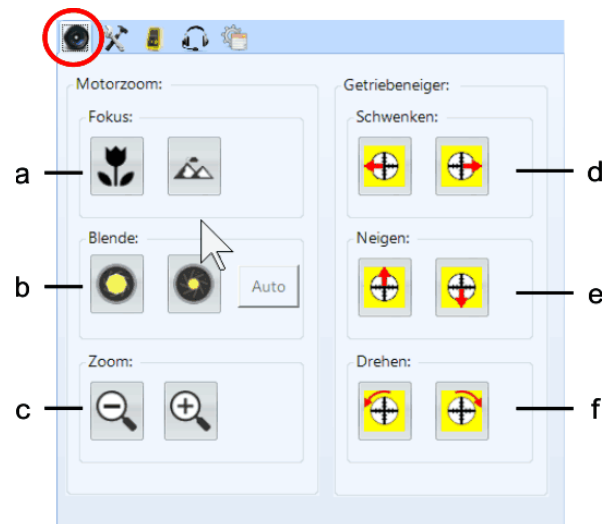 Motorzoom:
Fokus:
a
Blende:
b
Auto
Zoom:
c
Getriebeneiger:
Schwenken:
d
Neigen:
e
Drehen:
f